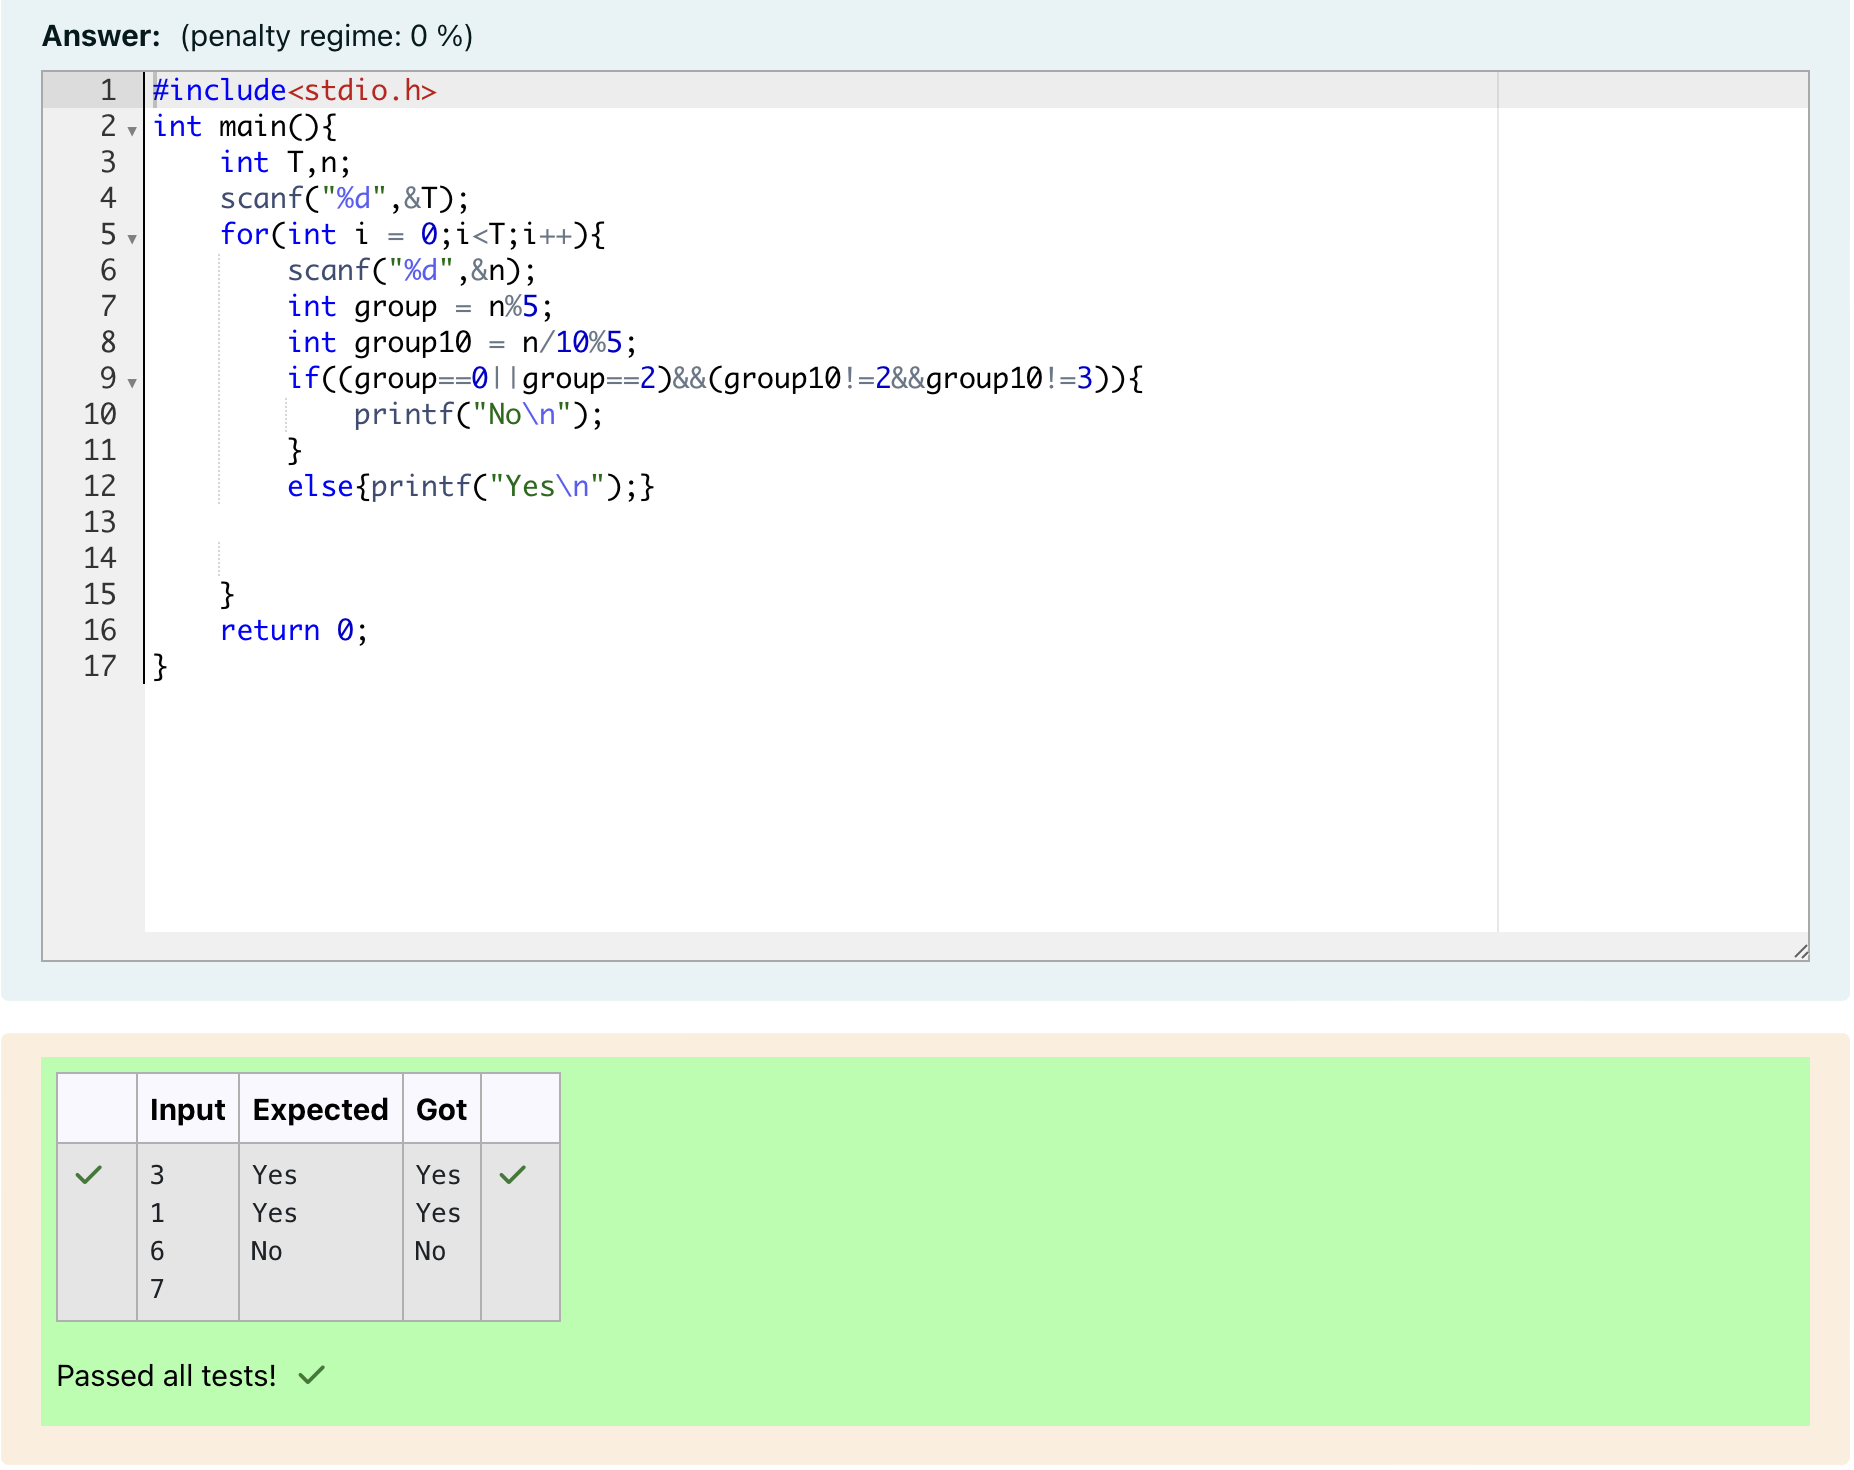 Answer: (penalty regime: 0 %)
1 #include<stdio.h>
2 int main(){
3     int T,n;
4     scanf("%d",&T);
5     for(int i = 0;i<T;i++){
6         scanf("%d",&n);
7         int group = n%5;
8         int group10 = n/10%5;
9         if((group==0||group==2)&&(group10!=2&&group10!=3)){
10             printf("No\n");
11         }
12         else{printf("Yes\n");}
13
14
15     }
16     return 0;
17 }
Input Expected Got
3 Yes Yes
1 Yes Yes
6 No No
7
Passed all tests!